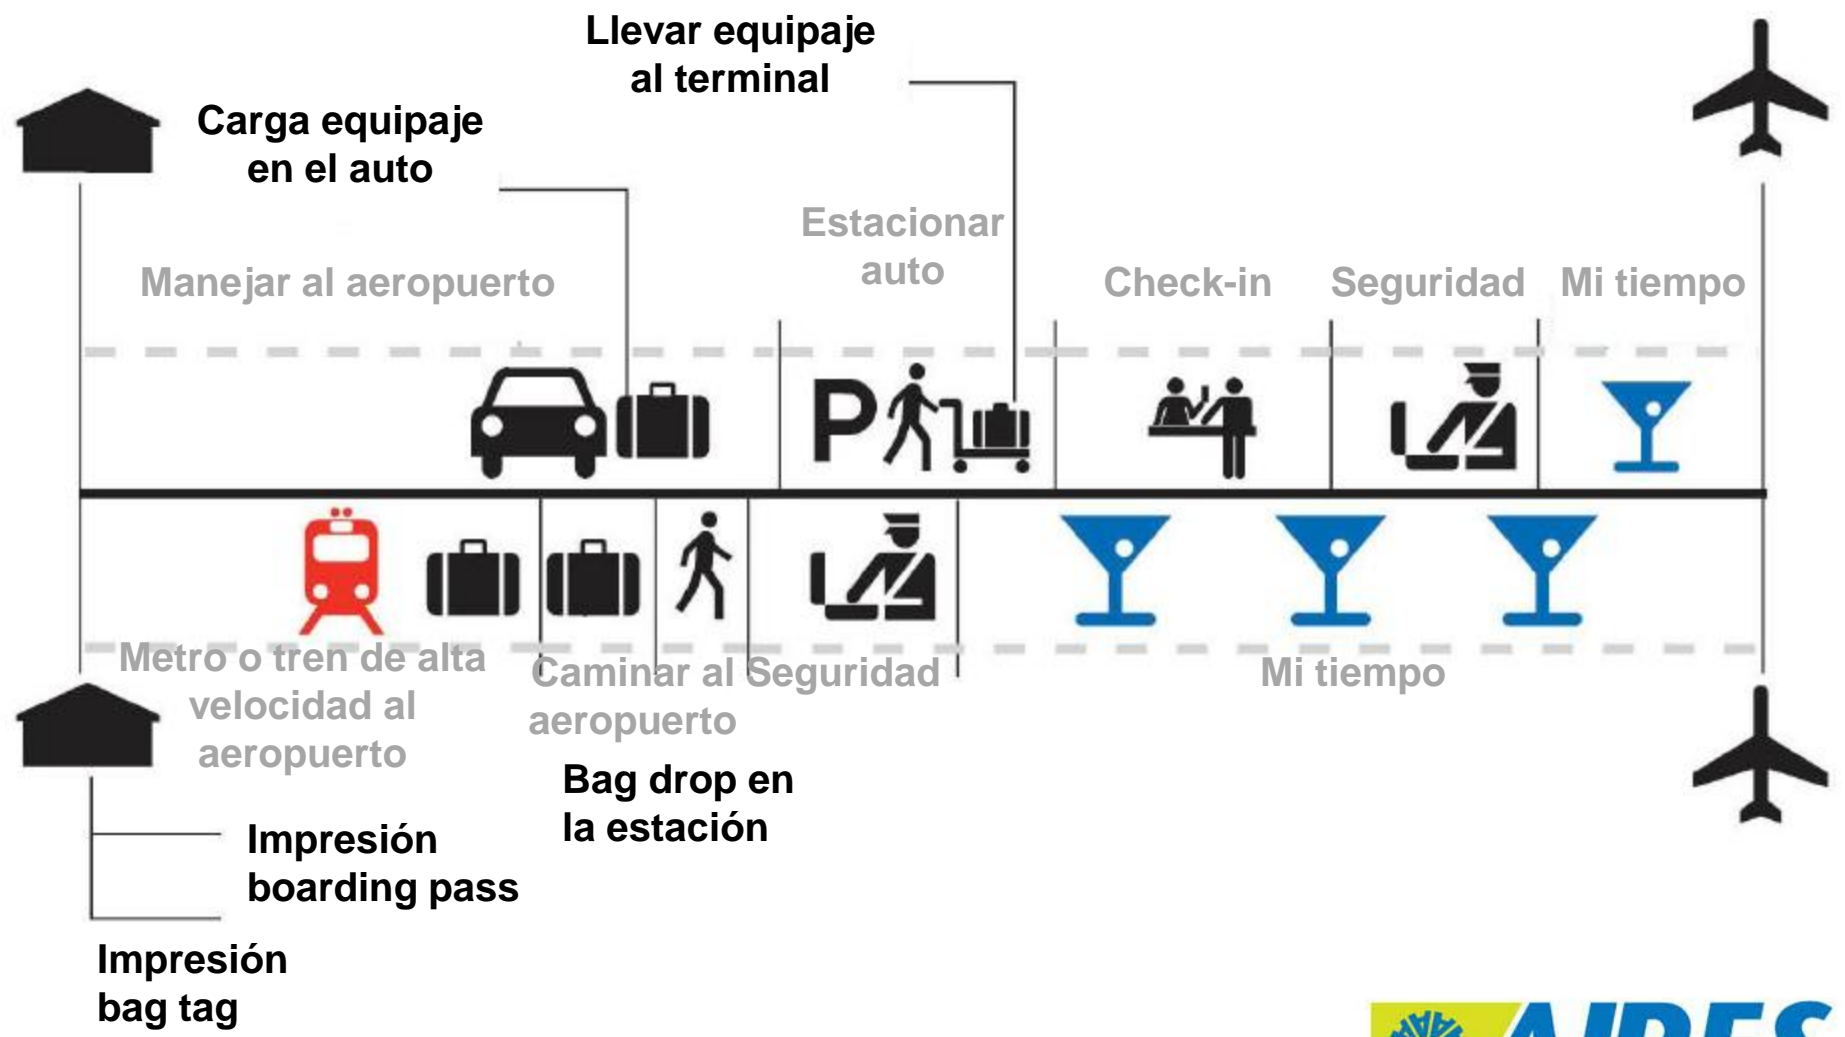 Llevar equipaje
al terminal
Carga equipaje
en el auto
Estacionar
auto
Manejar al aeropuerto
Check-in
Seguridad
Mi tiempo
P
Metro o tren de alta
velocidad al
aeropuerto
Caminar al
aeropuerto
Seguridad
Mi tiempo
Bag drop en
la estación
Impresión
boarding pass
Impresión
bag tag
AIRES